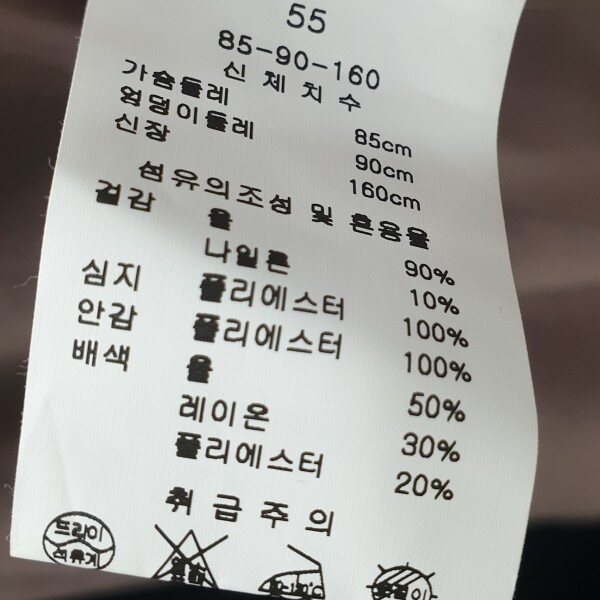 55
85-90-160
신 체 치 수
가슴둘레 85cm
엉덩이둘레 90cm
신장 160cm
섬유의조성 및 혼용율
겉감 울 90%
나일론 10%
심지 폴리에스터 100%
안감 폴리에스터 100%
배색 울 50%
레이온 30%
폴리에스터 20%
취 급 주 의
드라이
석유계